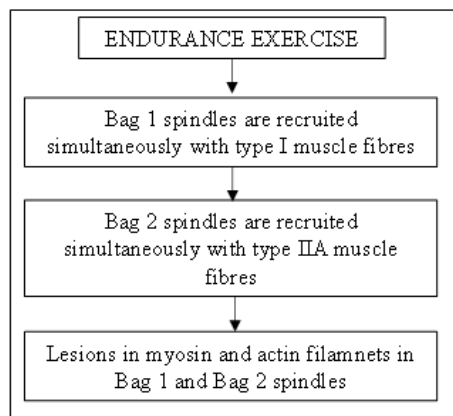 ENDURANCE EXERCISE
Bag 1 spindles are recruited
simultaneously with type I muscle fibres
Bag 2 spindles are recruited
simultaneously with type IIA muscle
fibres
Lesions in myosin and actin filamnets in
Bag 1 and Bag 2 spindles